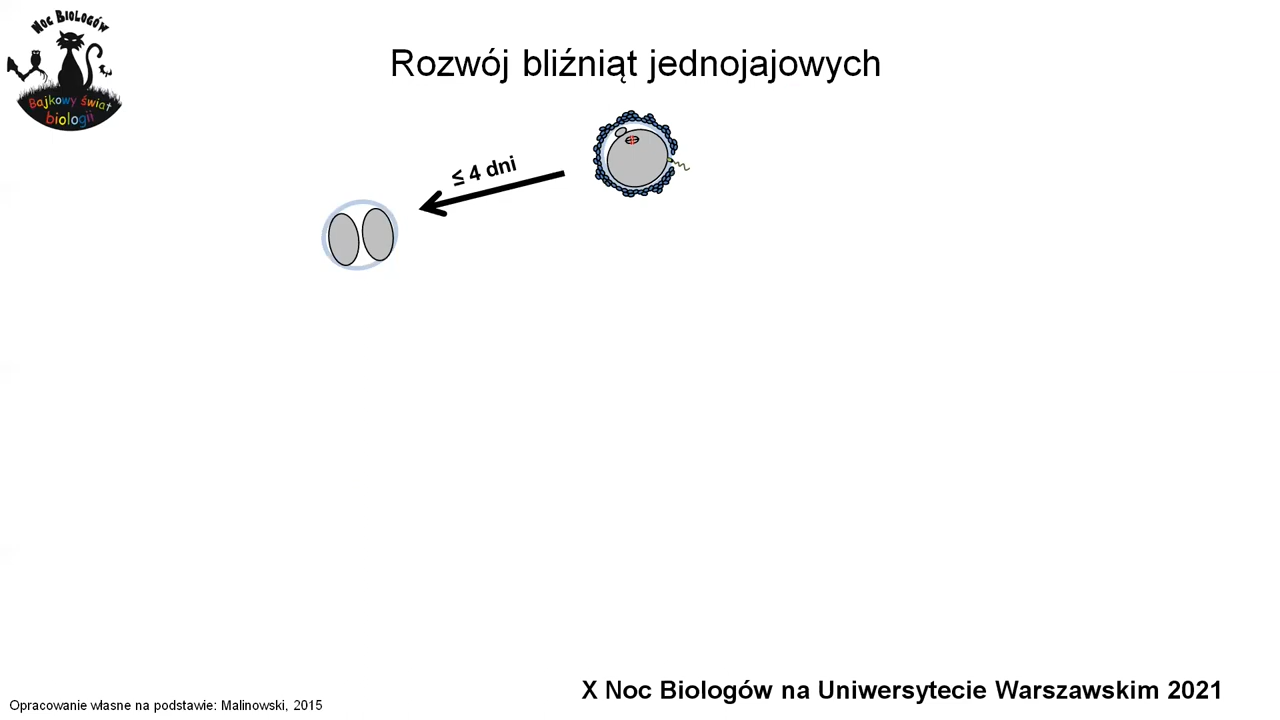 Noc Biologów
Bajkowy świat
biologii
Rozwój bliźniąt jednojajowych
≤ 4 dni
X Noc Biologów na Uniwersytecie Warszawskim 2021
Opracowanie własne na podstawie: Malinowski, 2015